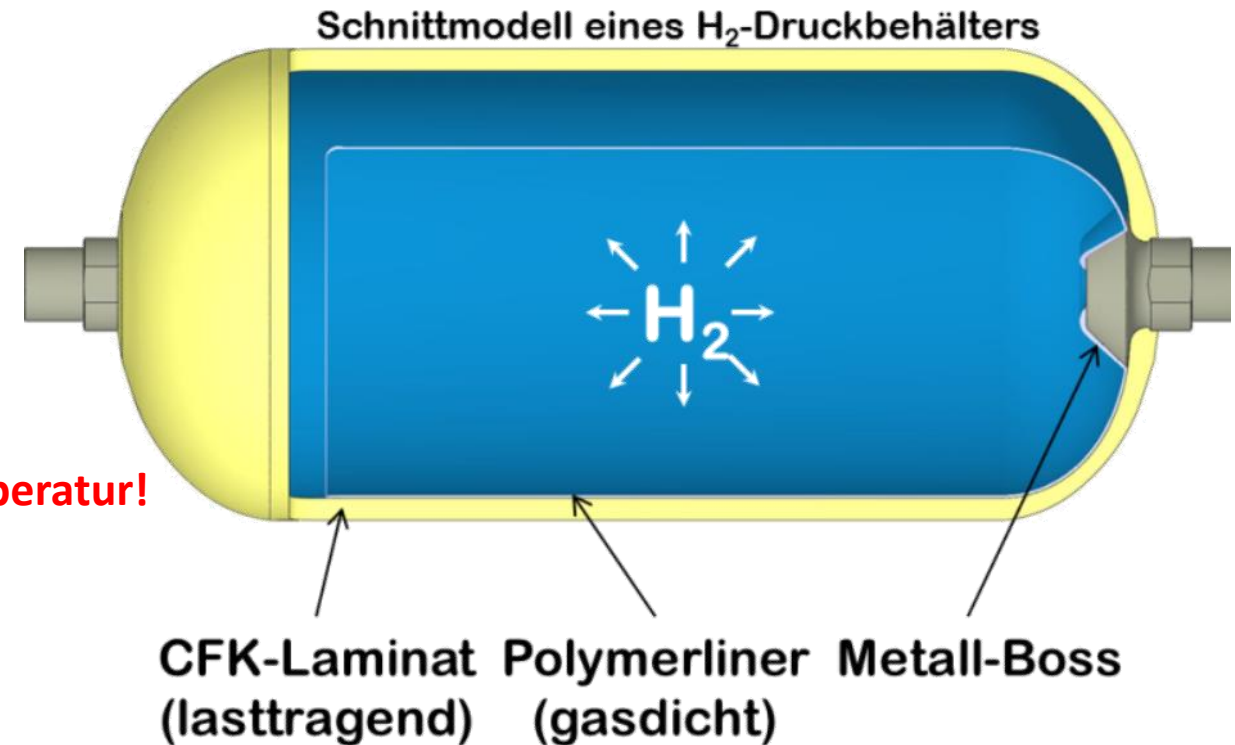 Schnittmodell eines H₂-Druckbehälters
H₂
peratur!
CFK-Laminat Polymerliner Metall-Boss
(lasttragend) (gasdicht)